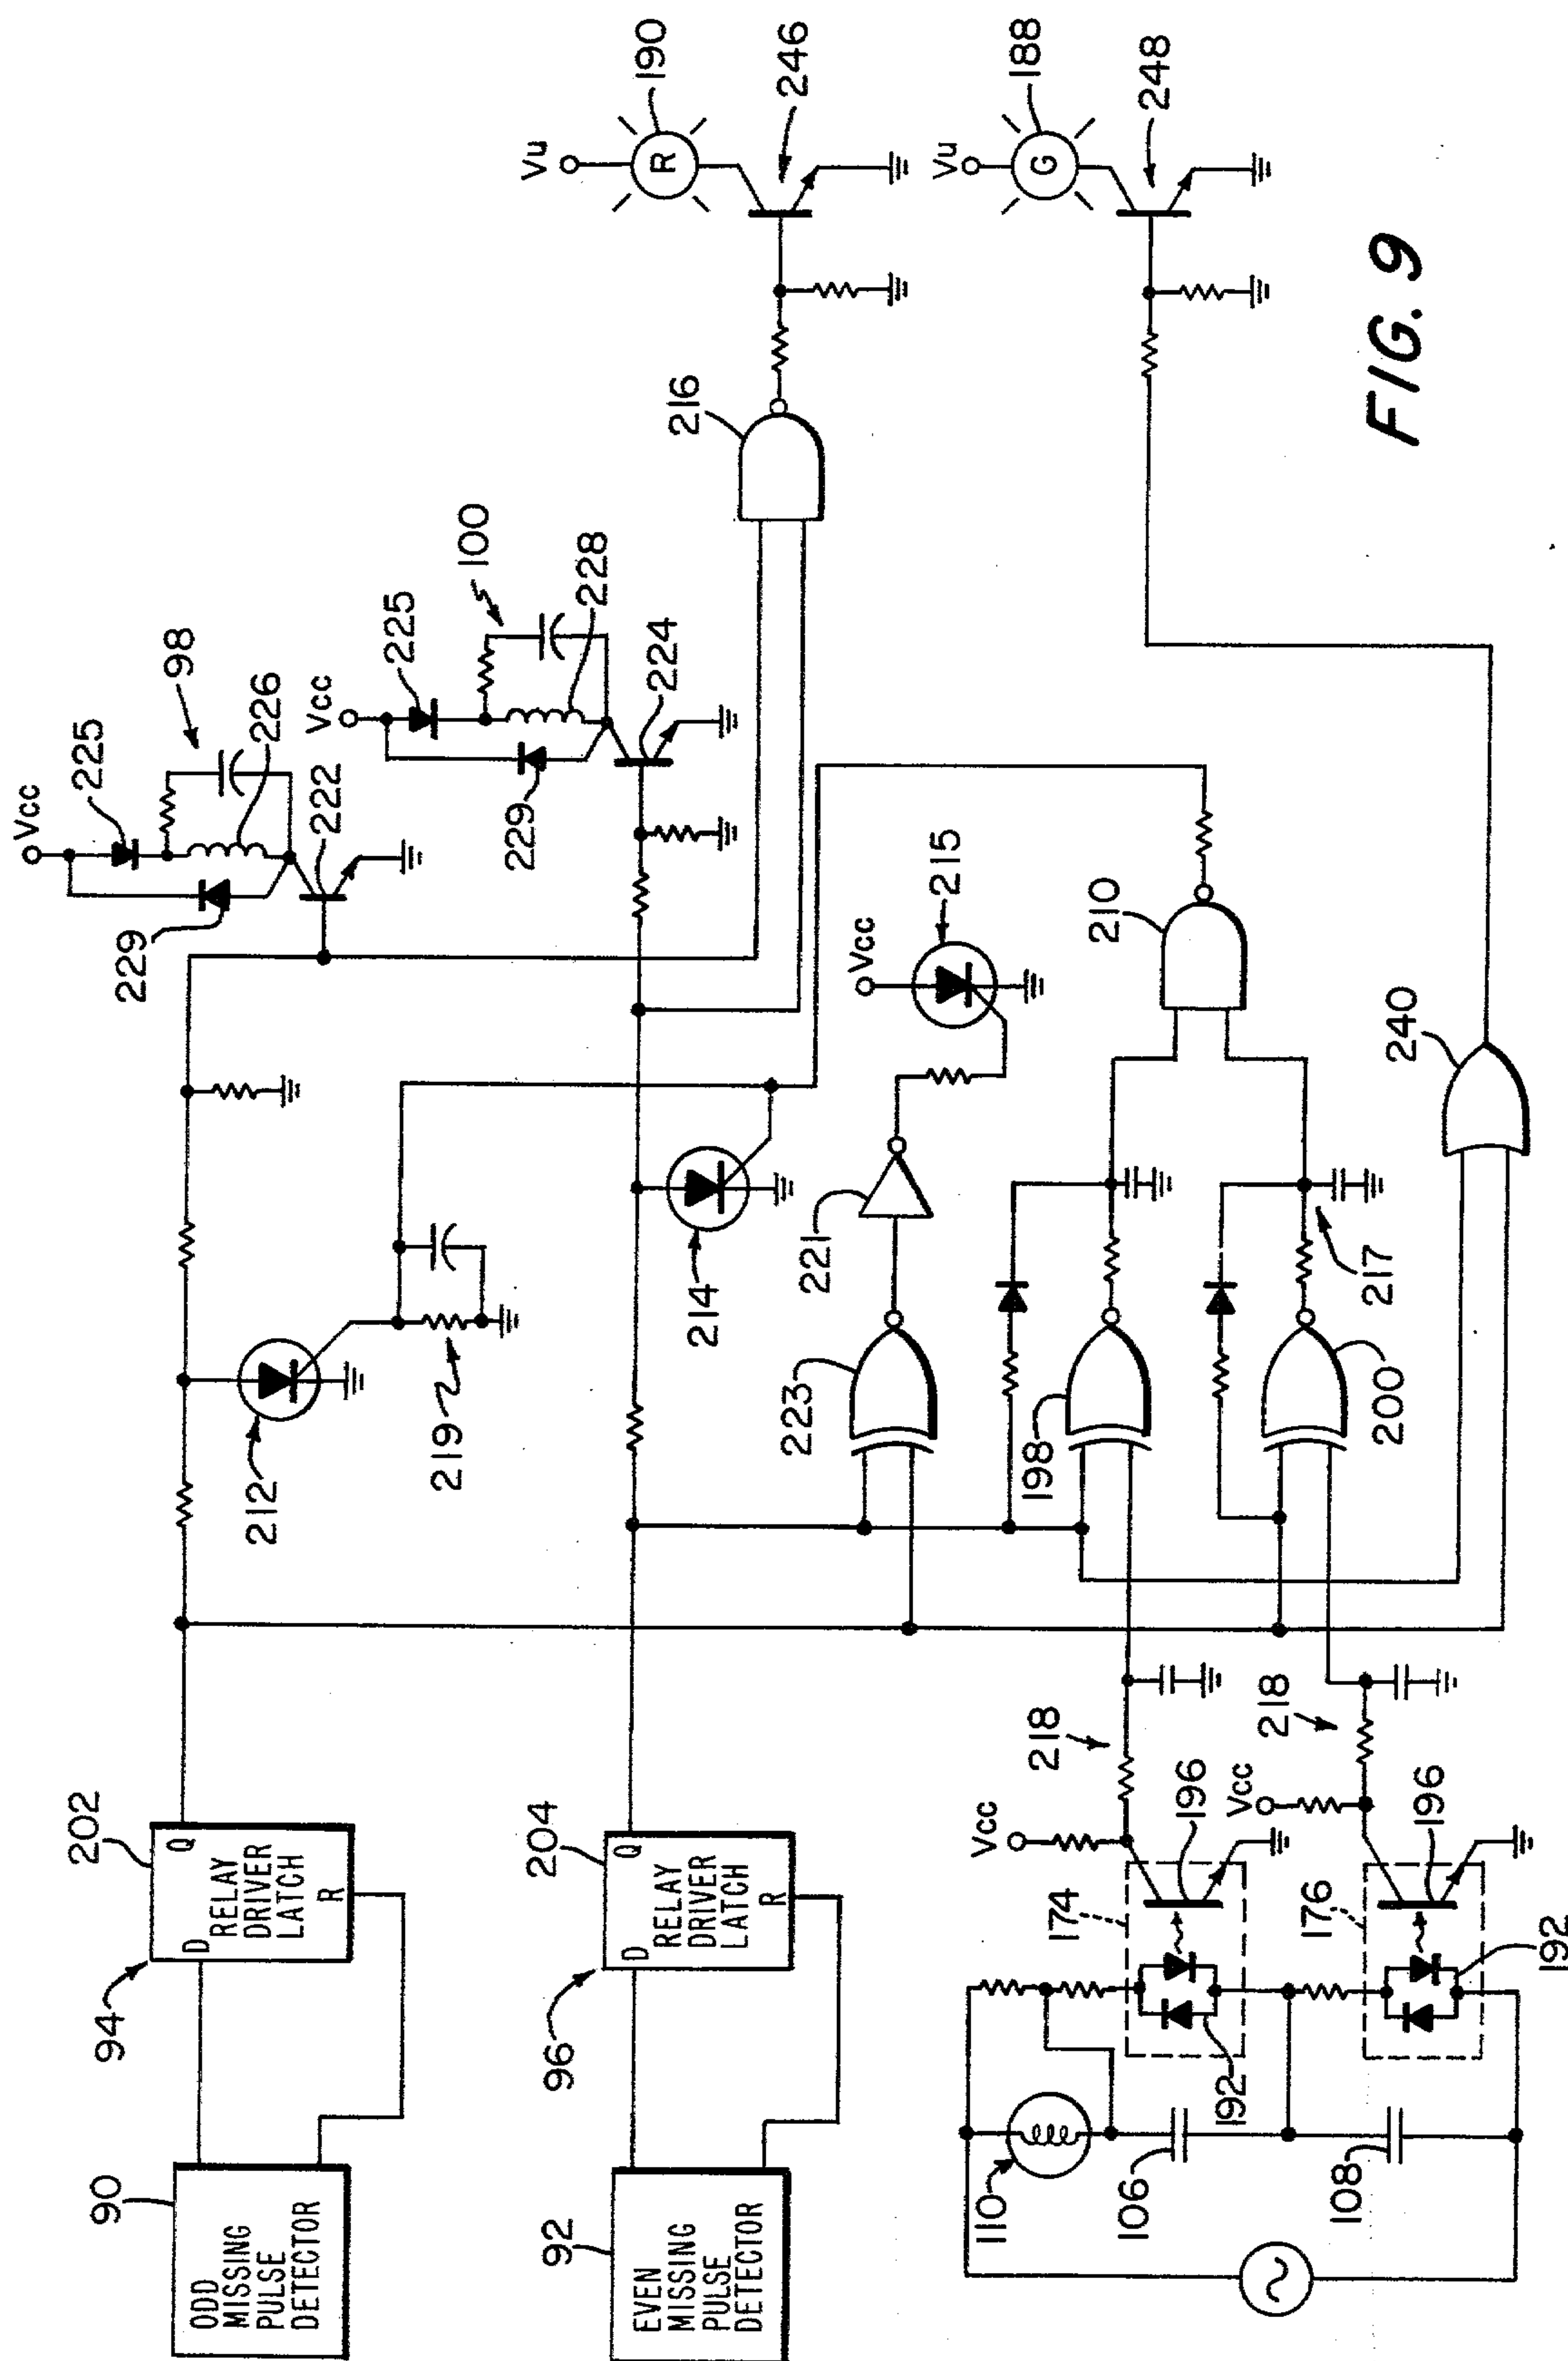 Vcc
225
98
226
222
229
Vcc
225
100
228
224
229
Vu
R
190
246
Vu
G
188
248
216
FIG. 9
212
219
214
215
Vcc
221
223
210
240
198
217
200
202
Q
D
RELAY
DRIVER
LATCH
R
94
204
Q
D
RELAY
DRIVER
LATCH
R
96
90
ODD
MISSING
PULSE
DETECTOR
92
EVEN
MISSING
PULSE
DETECTOR
218
Vcc
196
174
192
218
Vcc
196
176
192
110
106
108